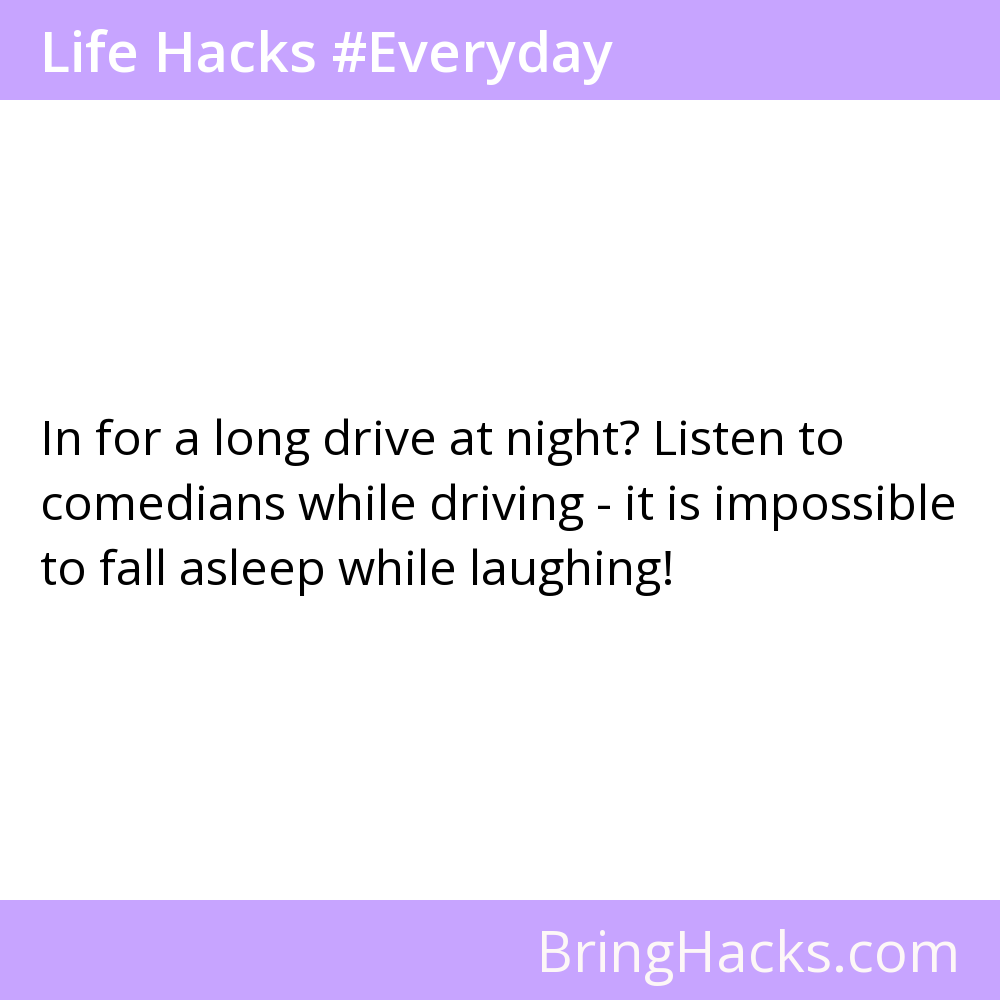 Life Hacks #Everyday
In for a long drive at night? Listen to
comedians while driving - it is impossible
to fall asleep while laughing!
BringHacks.com